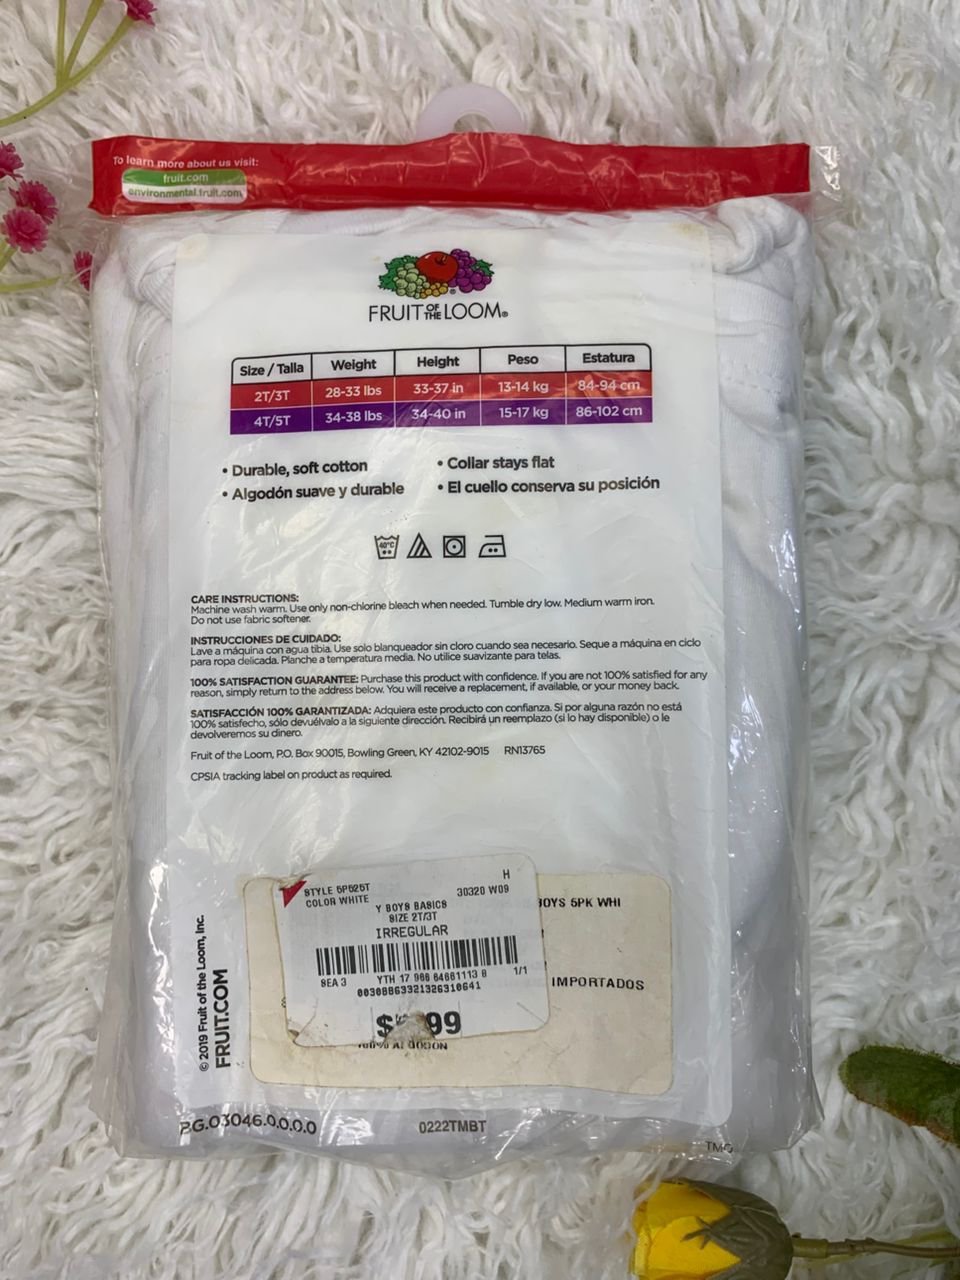 To learn more about us visit:
fruit.com
environmental.fruit.com
FRUIT OF THE LOOM®
Size / Talla Weight Height Peso Estatura
2T/3T 28-33 lbs 33-37 in 13-14 kg 84-94 cm
4T/5T 34-38 lbs 34-40 in 15-17 kg 86-102 cm
• Durable, soft cotton • Collar stays flat
• Algodón suave y durable • El cuello conserva su posición
40°C
CARE INSTRUCTIONS:
Machine wash warm. Use only non-chlorine bleach when needed. Tumble dry low. Medium warm iron.
Do not use fabric softener.
INSTRUCCIONES DE CUIDADO:
Lave a máquina con agua tibia. Use solo blanqueador sin cloro cuando sea necesario. Seque a máquina en ciclo
para ropa delicada. Planche a temperatura media. No utilice suavizante para telas.
100% SATISFACTION GUARANTEE: Purchase this product with confidence. If you are not 100% satisfied for any
reason, simply return to the address below. You will receive a replacement, if available, or your money back.
SATISFACCIÓN 100% GARANTIZADA: Adquiera este producto con confianza. Si por alguna razón no está
100% satisfecho, sólo devuélvalo a la siguiente dirección. Recibirá un reemplazo (si lo hay disponible) o le
devolveremos su dinero.
Fruit of the Loom, P.O. Box 90015, Bowling Green, KY 42102-9015 RN13765
CPSIA tracking label on product as required.
© 2019 Fruit of the Loom, Inc.
FRUIT.COM
H
STYLE 5P525T 30320 W09
COLOR WHITE
Y BOYS BASICS
SIZE 2T/3T
IRREGULAR
SEA 3 YTH 17 966 64661113 8 1/1
00308863321326310641
99
BOYS 5PK WHI
IMPORTADOS
100% ALGODON
BG.03046.0.0.0.0 0222TMBT
TMG